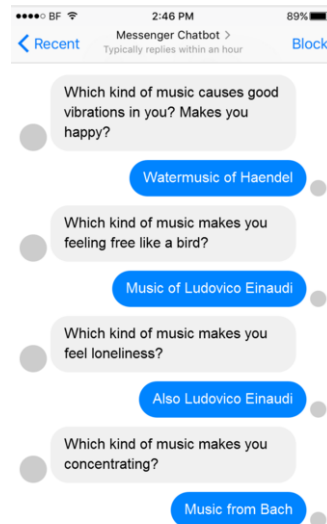 BF 2:46 PM 89%
Recent Messenger Chatbot > Block
Typically replies within an hour
Which kind of music causes good
vibrations in you? Makes you
happy?
Watermusic of Haendel
Which kind of music makes you
feeling free like a bird?
Music of Ludovico Einaudi
Which kind of music makes you
feel loneliness?
Also Ludovico Einaudi
Which kind of music makes you
concentrating?
Music from Bach